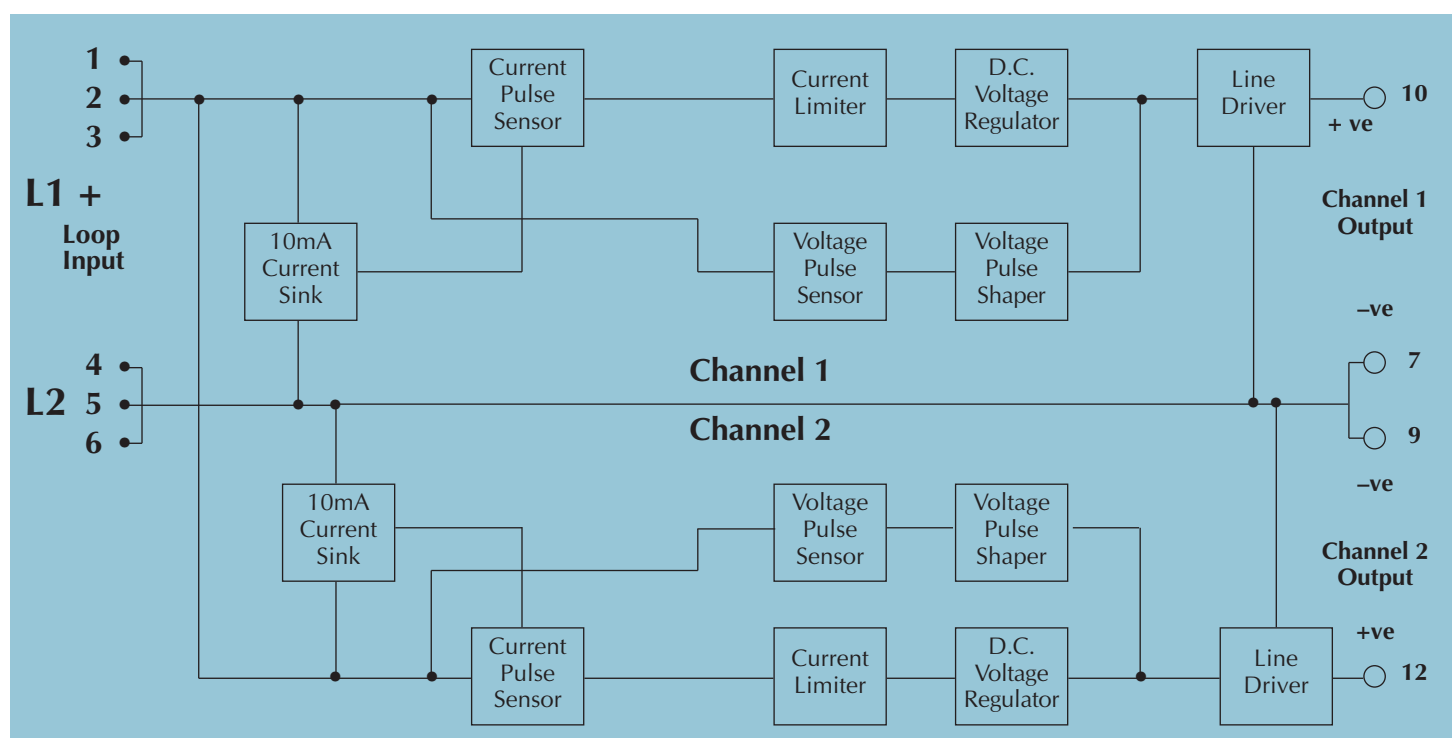 1
2
3
L1 +
Loop
Input
Current
Pulse
Sensor
Current
Limiter
D.C.
Voltage
Regulator
Line
Driver
10
+ ve
Channel 1
Output
10mA
Current
Sink
Voltage
Pulse
Sensor
Voltage
Pulse
Shaper
–ve
4
L2 5
6
Channel 1
Channel 2
7
9
–ve
10mA
Current
Sink
Voltage
Pulse
Sensor
Voltage
Pulse
Shaper
Channel 2
Output
Current
Pulse
Sensor
Current
Limiter
D.C.
Voltage
Regulator
Line
Driver
+ve
12